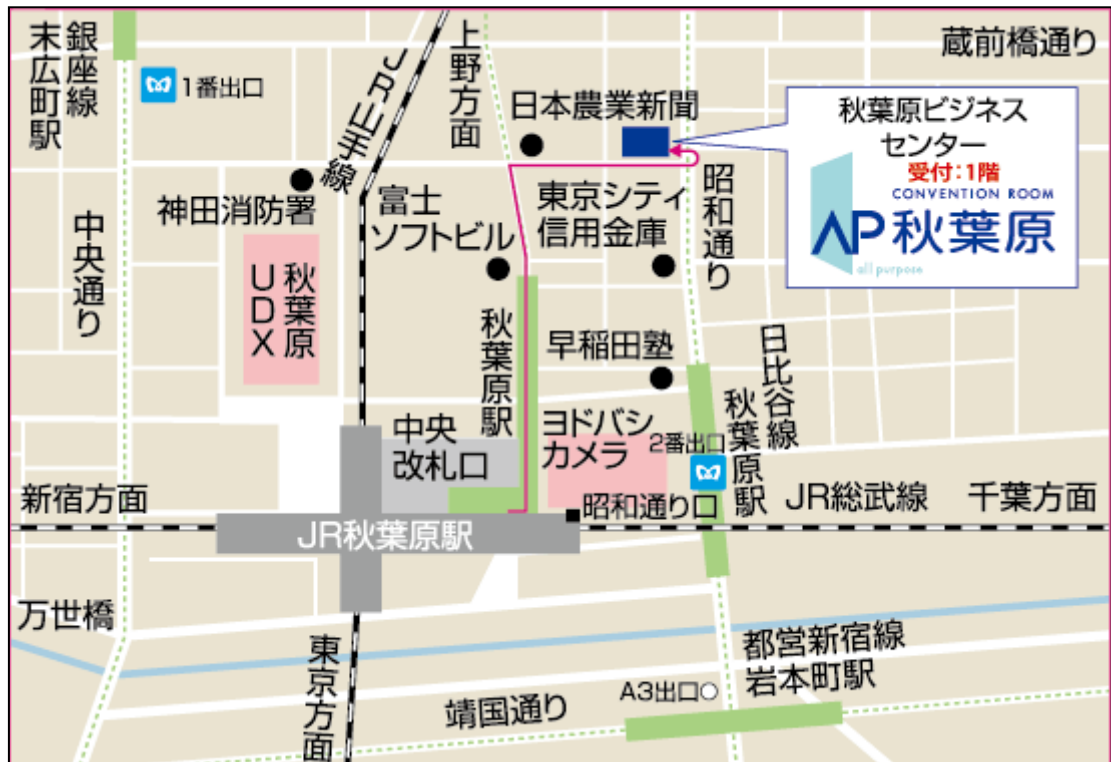 銀座線
末広町駅
1番出口
JR山手線
上野方面
蔵前橋通り
日本農業新聞
秋葉原ビジネス
センター
受付:1階
CONVENTION ROOM
AP秋葉原
all purpose
神田消防署
富士
ソフトビル
東京シティ
信用金庫
昭和通り
中央通り
秋葉原
UDX
秋葉原駅
早稲田塾
日比谷線
秋葉原駅
中央
改札口
ヨドバシ
カメラ
2番出口
新宿方面
昭和通り口
JR総武線
千葉方面
JR秋葉原駅
万世橋
東京方面
都営新宿線
岩本町駅
A3出口
靖国通り